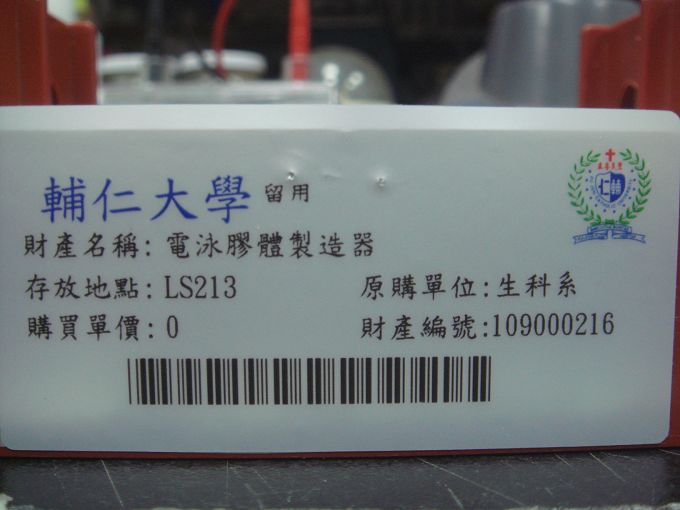 輔仁大學 留用
財產名稱: 電泳膠體製造器
存放地點: LS213 原購單位:生科系
購買單價: 0 財產編號:109000216